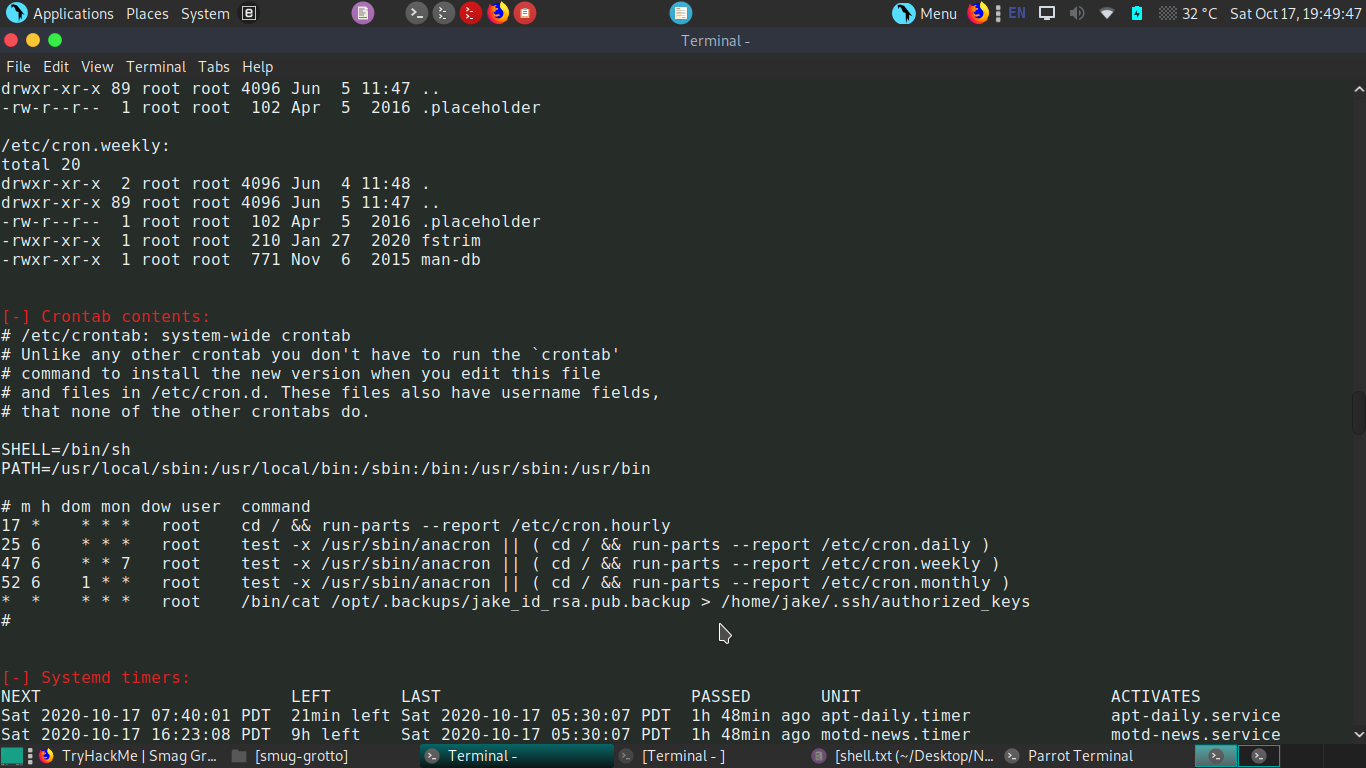 Applications Places System Menu EN 32 °C Sat Oct 17, 19:49:47
Terminal -
File Edit View Terminal Tabs Help
drwxr-xr-x 89 root root 4096 Jun  5 11:47 ..
-rw-r--r--  1 root root  102 Apr  5  2016 .placeholder
/etc/cron.weekly:
total 20
drwxr-xr-x  2 root root 4096 Jun  4 11:48 .
drwxr-xr-x 89 root root 4096 Jun  5 11:47 ..
-rw-r--r--  1 root root  102 Apr  5  2016 .placeholder
-rwxr-xr-x  1 root root  210 Jan 27  2020 fstrim
-rwxr-xr-x  1 root root  771 Nov  6  2015 man-db
[-] Crontab contents:
# /etc/crontab: system-wide crontab
# Unlike any other crontab you don't have to run the `crontab'
# command to install the new version when you edit this file
# and files in /etc/cron.d. These files also have username fields,
# that none of the other crontabs do.
SHELL=/bin/sh
PATH=/usr/local/sbin:/usr/local/bin:/sbin:/bin:/usr/sbin:/usr/bin
# m h dom mon dow user  command
17 *    * * *   root    cd / && run-parts --report /etc/cron.hourly
25 6    * * *   root    test -x /usr/sbin/anacron || ( cd / && run-parts --report /etc/cron.daily )
47 6    * * 7   root    test -x /usr/sbin/anacron || ( cd / && run-parts --report /etc/cron.weekly )
52 6    1 * *   root    test -x /usr/sbin/anacron || ( cd / && run-parts --report /etc/cron.monthly )
*  *    * * *   root    /bin/cat /opt/.backups/jake_id_rsa.pub.backup > /home/jake/.ssh/authorized_keys
#
[-] Systemd timers:
NEXT                         LEFT       LAST                         PASSED       UNIT                         ACTIVATES
Sat 2020-10-17 07:40:01 PDT  21min left Sat 2020-10-17 05:30:07 PDT  1h 48min ago apt-daily.timer              apt-daily.service
Sat 2020-10-17 16:23:08 PDT  9h left    Sat 2020-10-17 05:30:07 PDT  1h 48min ago motd-news.timer              motd-news.service
TryHackMe | Smag Gr... [smug-grotto] Terminal - [Terminal - ] [shell.txt (~/Desktop/N... Parrot Terminal